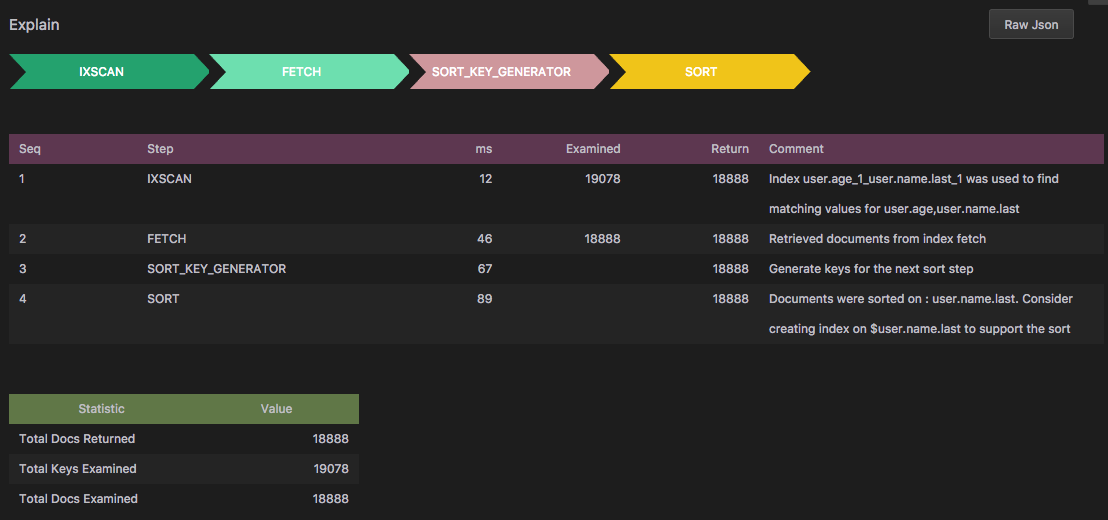 Explain
Raw Json
IXSCAN FETCH SORT_KEY_GENERATOR SORT
Seq Step ms Examined Return Comment
1 IXSCAN 12 19078 18888 Index user.age_1_user.name.last_1 was used to find
matching values for user.age,user.name.last
2 FETCH 46 18888 18888 Retrieved documents from index fetch
3 SORT_KEY_GENERATOR 67 18888 Generate keys for the next sort step
4 SORT 89 18888 Documents were sorted on : user.name.last. Consider
creating index on $user.name.last to support the sort
Statistic Value
Total Docs Returned 18888
Total Keys Examined 19078
Total Docs Examined 18888